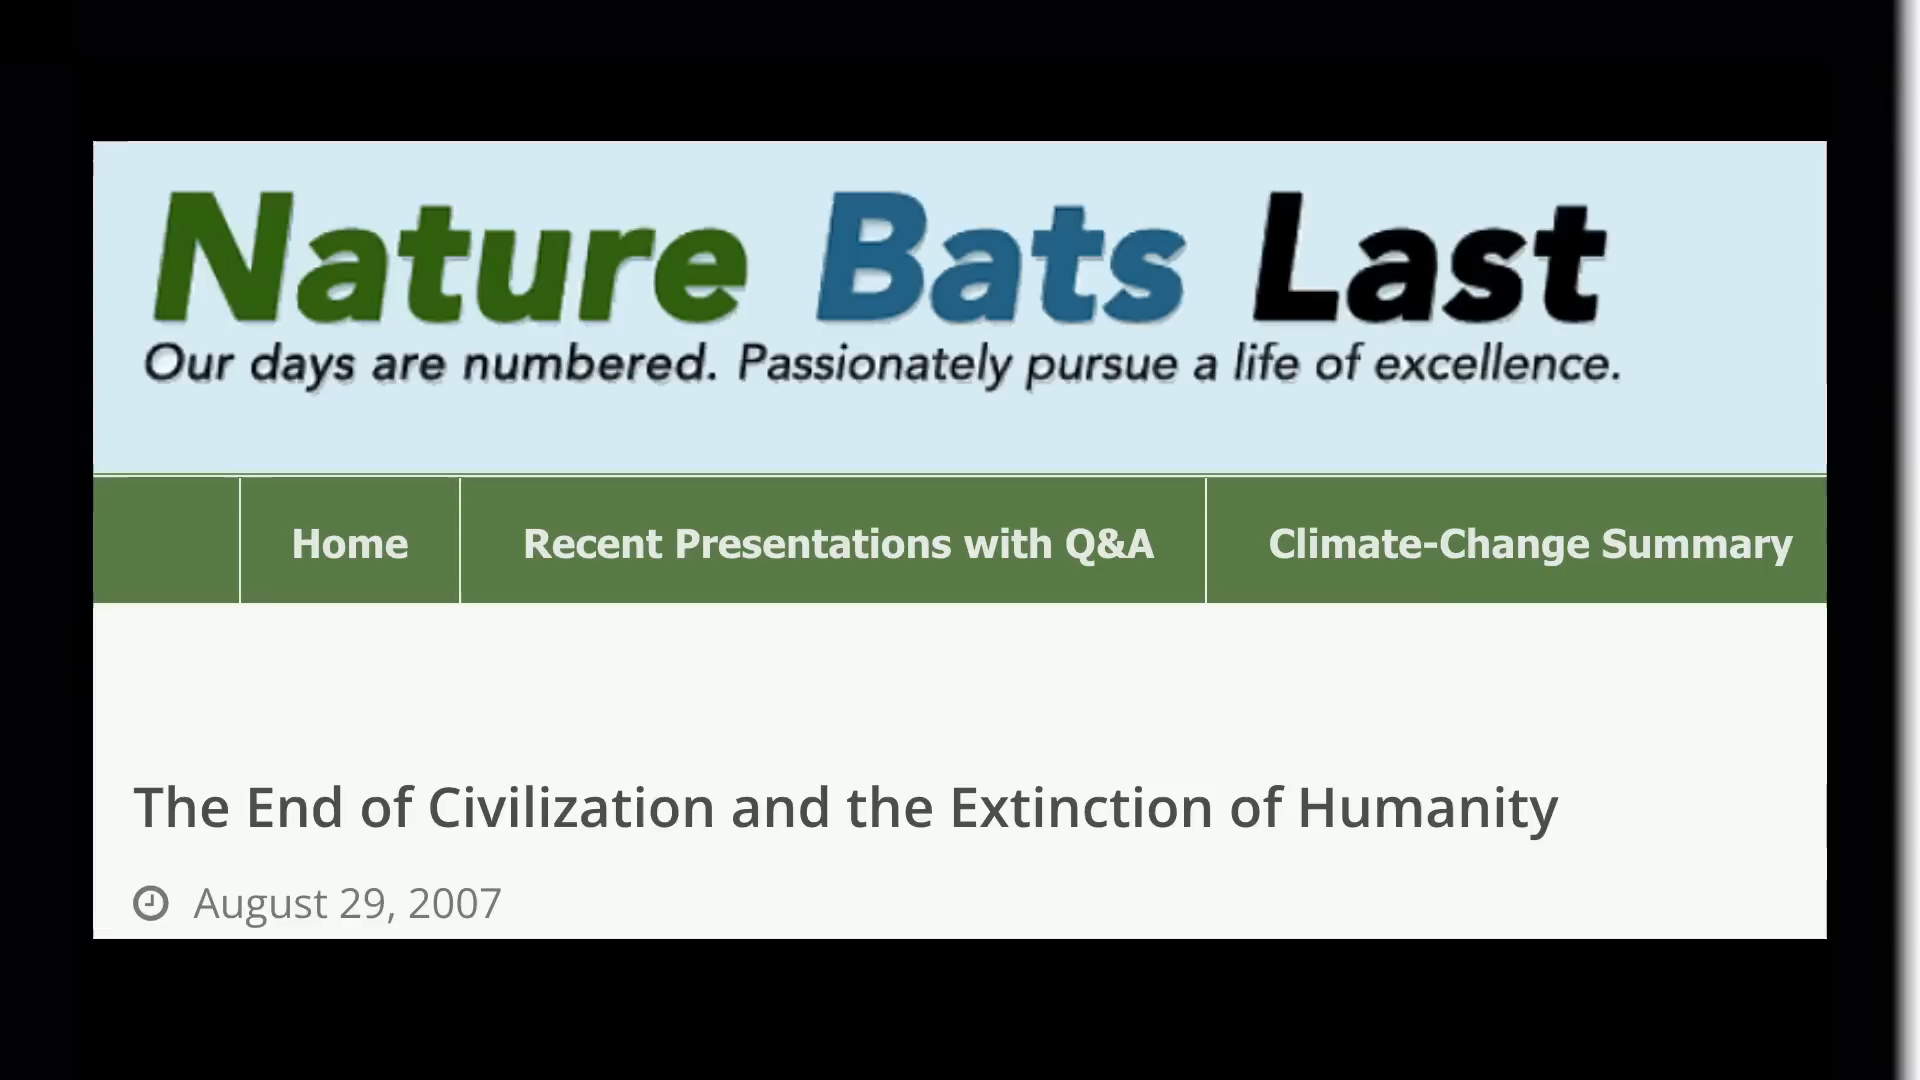 Nature Bats Last
Our days are numbered. Passionately pursue a life of excellence.
Home
Recent Presentations with Q&A
Climate-Change Summary
The End of Civilization and the Extinction of Humanity
August 29, 2007